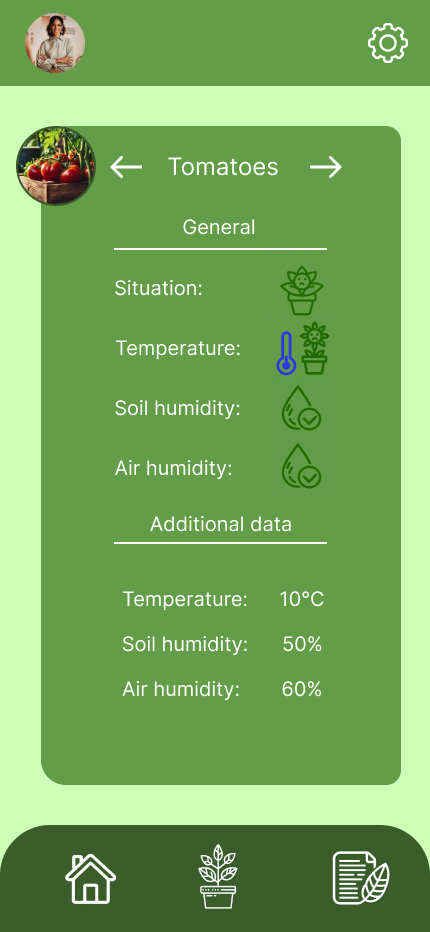 Tomatoes
General
Situation:
Temperature:
Soil humidity:
Air humidity:
Additional data
Temperature: 10°C
Soil humidity: 50%
Air humidity: 60%